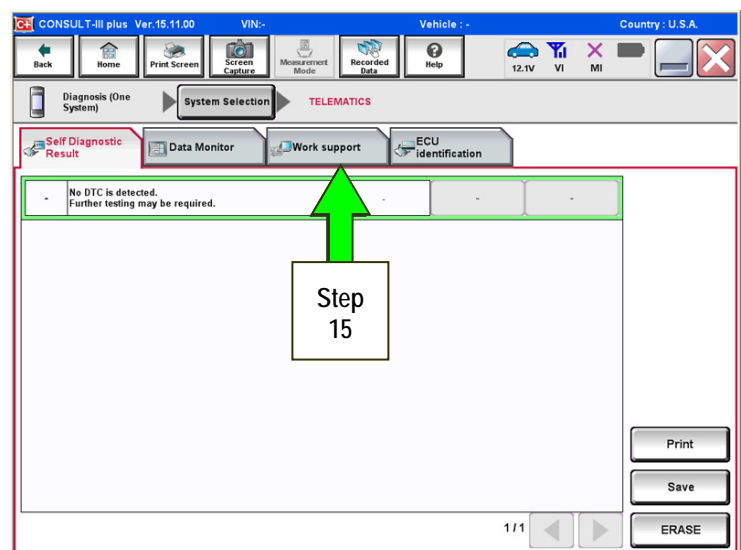 C+ CONSULT-III plus Ver.15.11.00 VIN:- Vehicle : - Country : U.S.A.
Back
Home
Print Screen
Screen
Capture
Measurement
Mode
Recorded
Data
Help
12.1V
VI
MI
Diagnosis (One
System)
System Selection
TELEMATICS
Self Diagnostic
Result
Data Monitor
Work support
ECU
identification
-
No DTC is detected.
Further testing may be required.
-
-
-
Step
15
Print
Save
1/1
ERASE